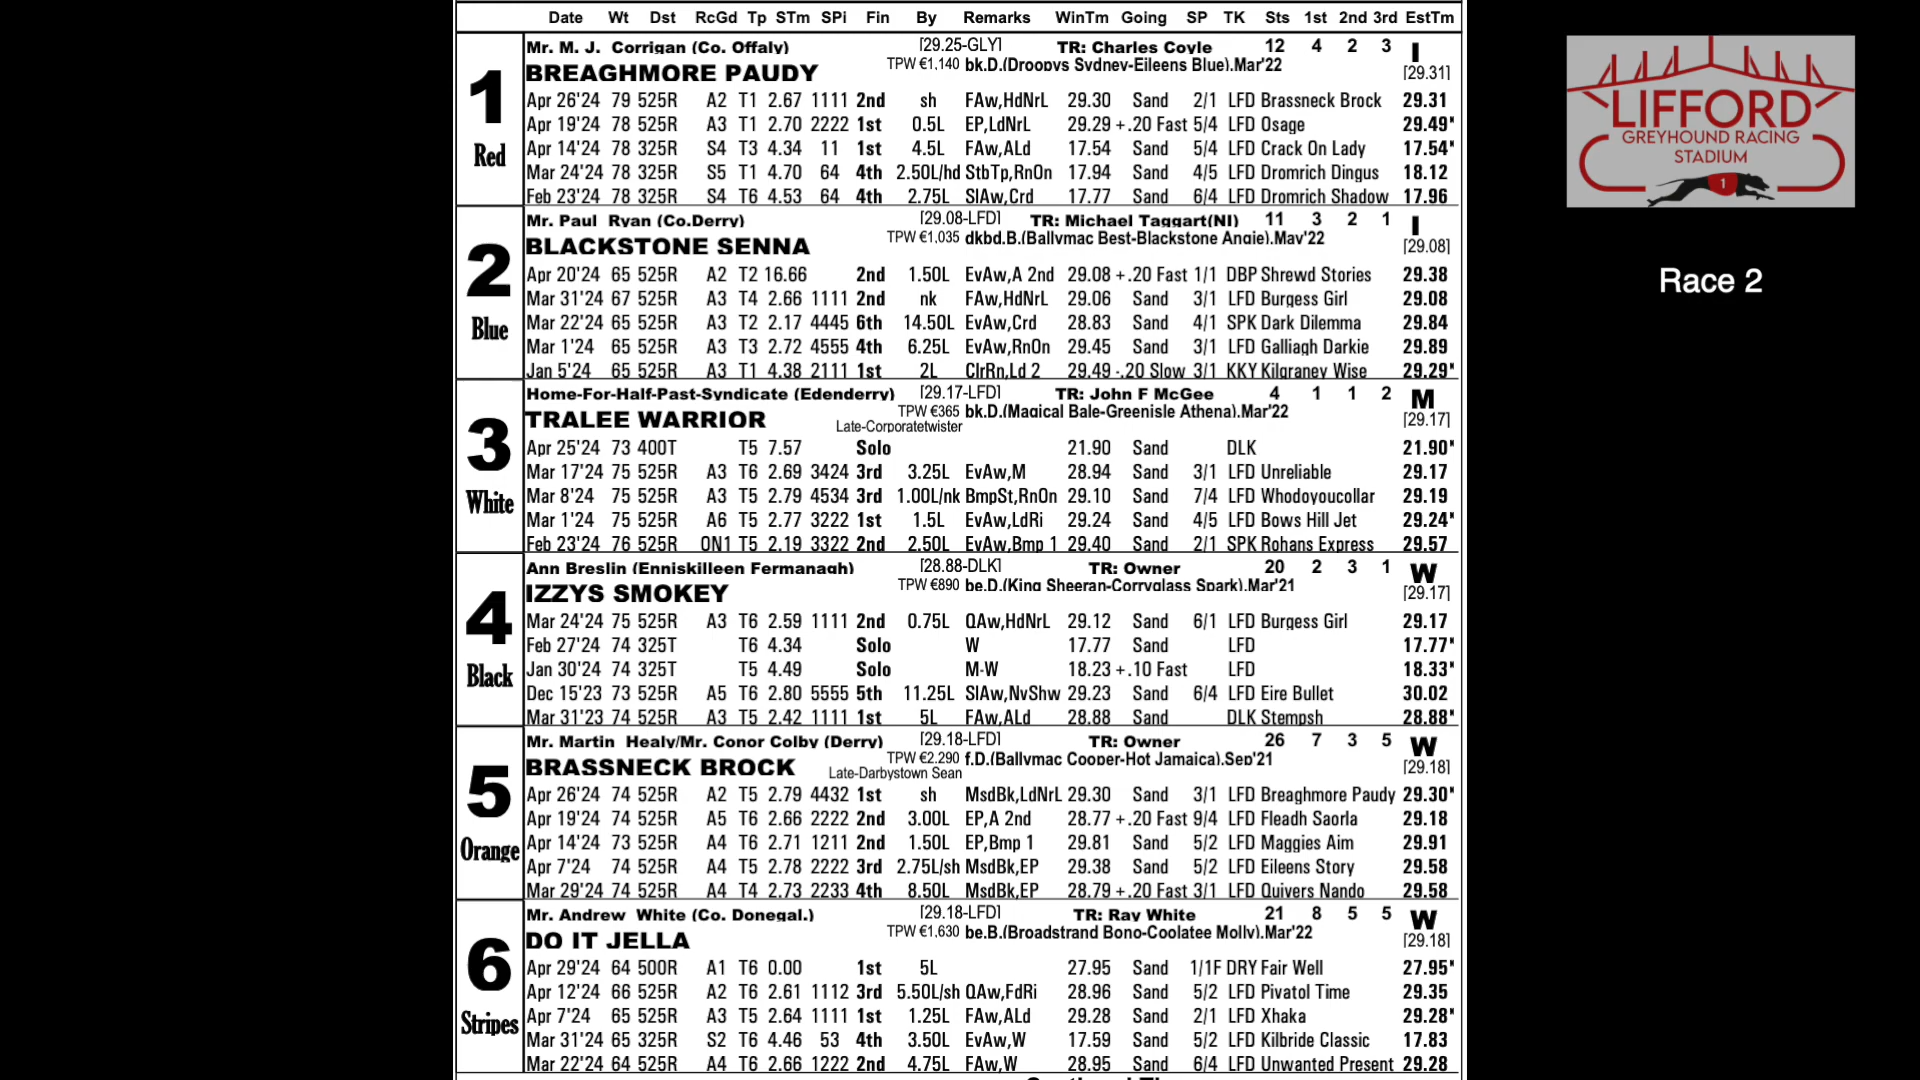 Date Wt Dst RcGd Tp STm SPi Fin By Remarks WinTm Going SP TK Sts 1st 2nd 3rd EstTm
1
Red
Mr. M. J. Corrigan (Co. Offaly) [29.25-GLY] TR: Charles Coyle 12 4 2 3 I
BREAGHMORE PAUDY TPW €1,140 bk.D.(Droopys Sydney-Eileens Blue).Mar'22 [29.31]
Apr 26'24 79 525R A2 T1 2.67 1111 2nd sh FAw,HdNrL 29.30 Sand 2/1 LFD Brassneck Brock 29.31
Apr 19'24 78 525R A3 T1 2.70 2222 1st 0.5L EP,LdNrL 29.29 +.20 Fast 5/4 LFD Osage 29.49*
Apr 14'24 78 325R S4 T3 4.34 11 1st 4.5L FAw,ALd 17.54 Sand 5/4 LFD Crack On Lady 17.54*
Mar 24'24 78 325R S5 T1 4.70 64 4th 2.50L/hd StbTp,RnOn 17.94 Sand 4/5 LFD Dromrich Dingus 18.12
Feb 23'24 78 325R S4 T6 4.53 64 4th 2.75L SlAw,Crd 17.77 Sand 6/4 LFD Dromrich Shadow 17.96
2
Blue
Mr. Paul Ryan (Co.Derry) [29.08-LFD] TR: Michael Taggart(NI) 11 3 2 1 I
BLACKSTONE SENNA TPW €1,035 dkbd.B.(Ballymac Best-Blackstone Angie).May'22 [29.08]
Apr 20'24 65 525R A2 T2 16.66 2nd 1.50L EvAw,A 2nd 29.08 +.20 Fast 1/1 DBP Shrewd Stories 29.38
Mar 31'24 67 525R A3 T4 2.66 1111 2nd nk FAw,HdNrL 29.06 Sand 3/1 LFD Burgess Girl 29.08
Mar 22'24 65 525R A3 T2 2.17 4445 6th 14.50L EvAw,Crd 28.83 Sand 4/1 SPK Dark Dilemma 29.84
Mar 1'24 65 525R A3 T3 2.72 4555 4th 6.25L EvAw,RnOn 29.45 Sand 3/1 LFD Galliagh Darkie 29.89
Jan 5'24 65 525R A3 T1 4.38 2111 1st 2L ClrRn,Ld 2 29.49 -.20 Slow 3/1 KKY Kilgraney Wise 29.29*
3
White
Home-For-Half-Past-Syndicate (Edenderry) [29.17-LFD] TR: John F McGee 4 1 1 2 M
TRALEE WARRIOR TPW €365 bk.D.(Magical Bale-Greenisle Athena).Mar'22 [29.17]
Late-Corporatetwister
Apr 25'24 73 400T T5 7.57 Solo 21.90 Sand DLK 21.90*
Mar 17'24 75 525R A3 T6 2.69 3424 3rd 3.25L EvAw,M 28.94 Sand 3/1 LFD Unreliable 29.17
Mar 8'24 75 525R A3 T5 2.79 4534 3rd 1.00L/nk BmpSt,RnOn 29.10 Sand 7/4 LFD Whodoyoucollar 29.19
Mar 1'24 75 525R A6 T5 2.77 3222 1st 1.5L EvAw,LdRi 29.24 Sand 4/5 LFD Bows Hill Jet 29.24*
Feb 23'24 76 525R ON1 T5 2.19 3322 2nd 2.50L EvAw,Bmp 1 29.40 Sand 2/1 SPK Rohans Express 29.57
4
Black
Ann Breslin (Enniskilleen Fermanagh) [28.88-DLK] TR: Owner 20 2 3 1 W
IZZYS SMOKEY TPW €890 be.D.(King Sheeran-Corryglass Spark).Mar'21 [29.17]
Mar 24'24 75 525R A3 T6 2.59 1111 2nd 0.75L QAw,HdNrL 29.12 Sand 6/1 LFD Burgess Girl 29.17
Feb 27'24 74 325T T6 4.34 Solo W 17.77 Sand LFD 17.77*
Jan 30'24 74 325T T5 4.49 Solo M-W 18.23 +.10 Fast LFD 18.33*
Dec 15'23 73 525R A5 T6 2.80 5555 5th 11.25L SlAw,NvShw 29.23 Sand 6/4 LFD Eire Bullet 30.02
Mar 31'23 74 525R A3 T5 2.42 1111 1st 5L FAw,ALd 28.88 Sand DLK Stempsh 28.88*
5
Orange
Mr. Martin Healy/Mr. Conor Colby (Derry) [29.18-LFD] TR: Owner 26 7 3 5 W
BRASSNECK BROCK TPW €2,290 f.D.(Ballymac Cooper-Hot Jamaica).Sep'21 [29.18]
Late-Darbystown Sean
Apr 26'24 74 525R A2 T5 2.79 4432 1st sh MsdBk,LdNrL 29.30 Sand 3/1 LFD Breaghmore Paudy 29.30*
Apr 19'24 74 525R A5 T6 2.66 2222 2nd 3.00L EP,A 2nd 28.77 +.20 Fast 9/4 LFD Fleadh Saorla 29.18
Apr 14'24 73 525R A4 T6 2.71 1211 2nd 1.50L EP,Bmp 1 29.81 Sand 5/2 LFD Maggies Aim 29.91
Apr 7'24 74 525R A4 T5 2.78 2222 3rd 2.75L/sh MsdBk,EP 29.38 Sand 5/2 LFD Eileens Story 29.58
Mar 29'24 74 525R A4 T4 2.73 2233 4th 8.50L MsdBk,EP 28.79 +.20 Fast 3/1 LFD Quivers Nando 29.58
6
Stripes
Mr. Andrew White (Co. Donegal.) [29.18-LFD] TR: Ray White 21 8 5 5 W
DO IT JELLA TPW €1,630 be.B.(Broadstrand Bono-Coolatee Molly).Mar'22 [29.18]
Apr 29'24 64 500R A1 T6 0.00 1st 5L 27.95 Sand 1/1F DRY Fair Well 27.95*
Apr 12'24 66 525R A2 T6 2.61 1112 3rd 5.50L/sh QAw,FdRi 28.96 Sand 5/2 LFD Pivatol Time 29.35
Apr 7'24 65 525R A3 T5 2.64 1111 1st 1.25L FAw,ALd 29.28 Sand 2/1 LFD Xhaka 29.28*
Mar 31'24 65 325R S2 T6 4.46 53 4th 3.50L EvAw,W 17.59 Sand 5/2 LFD Kilbride Classic 17.83
Mar 22'24 64 525R A4 T6 2.66 1222 2nd 4.75L FAw,W 28.95 Sand 6/4 LFD Unwanted Present 29.28
LIFFORD
GREYHOUND RACING
STADIUM
1
Race 2